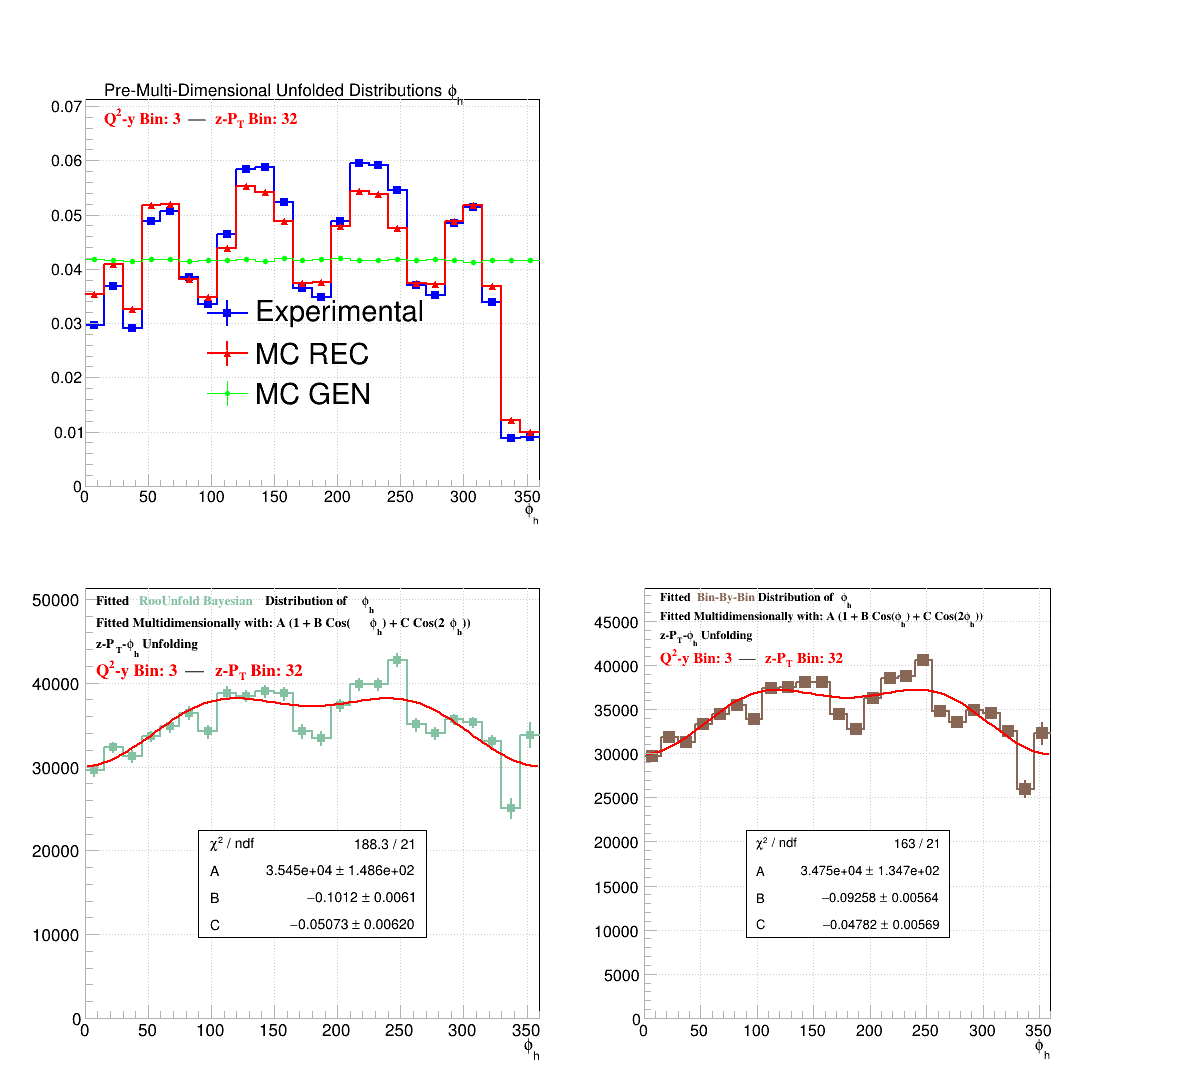 Pre-Multi-Dimensional Unfolded Distributions ϕh
Q2-y Bin: 3 — z-PT Bin: 32
0.07
0.06
0.05
0.04
0.03
0.02
0.01
0
Experimental
MC REC
MC GEN
0 50 100 150 200 250 300 350
ϕh
Fitted RooUnfold Bayesian Distribution of ϕh
Fitted Multidimensionally with: A (1 + B Cos( ϕh) + C Cos(2 ϕh))
z-PT-ϕh Unfolding
Q2-y Bin: 3 — z-PT Bin: 32
50000
40000
30000
20000
10000
0
χ2 / ndf 188.3 / 21
A 3.545e+04 ± 1.486e+02
B −0.1012 ± 0.0061
C −0.05073 ± 0.00620
0 50 100 150 200 250 300 350
ϕh
Fitted Bin-By-Bin Distribution of ϕh
Fitted Multidimensionally with: A (1 + B Cos(ϕh) + C Cos(2ϕh))
z-PT-ϕh Unfolding
Q2-y Bin: 3 — z-PT Bin: 32
45000
40000
35000
30000
25000
20000
15000
10000
5000
0
χ2 / ndf 163 / 21
A 3.475e+04 ± 1.347e+02
B −0.09258 ± 0.00564
C −0.04782 ± 0.00569
0 50 100 150 200 250 300 350
ϕh